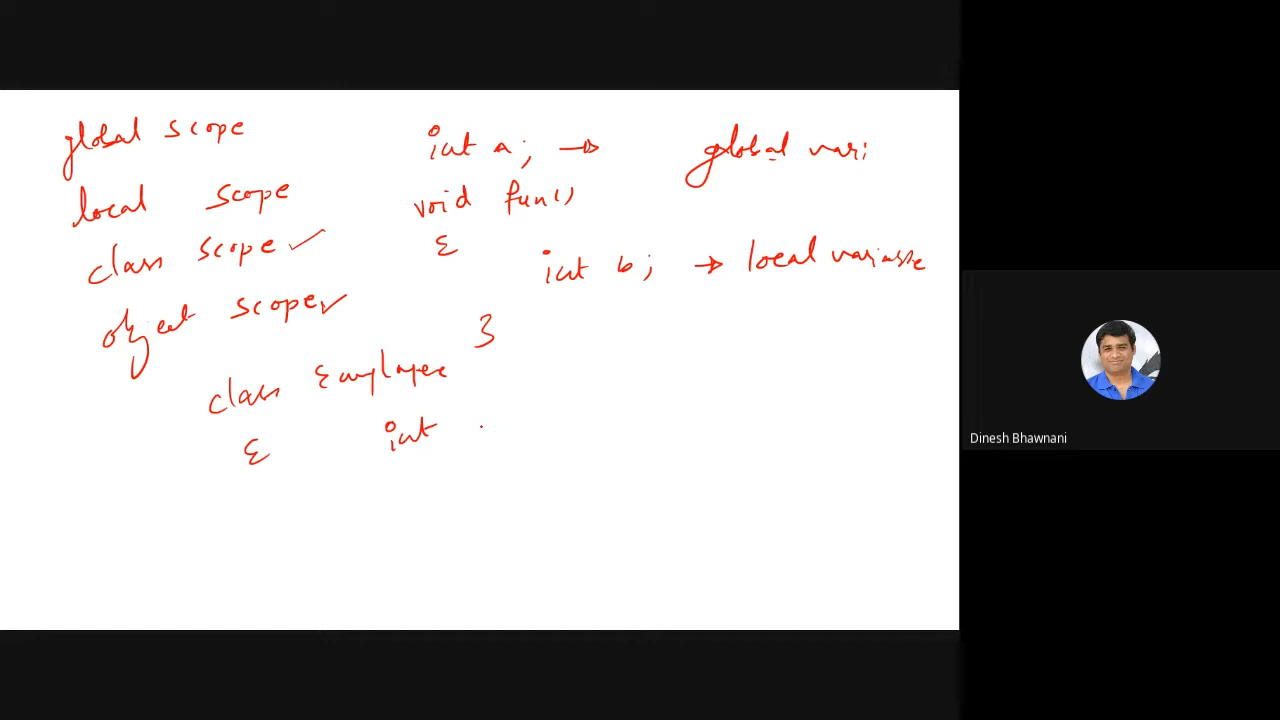 global scope
local scope
class scope
object scope
int a; → global vari
void fun()
{
int b; → local variable
}
class Employee
{ int
Dinesh Bhawnani